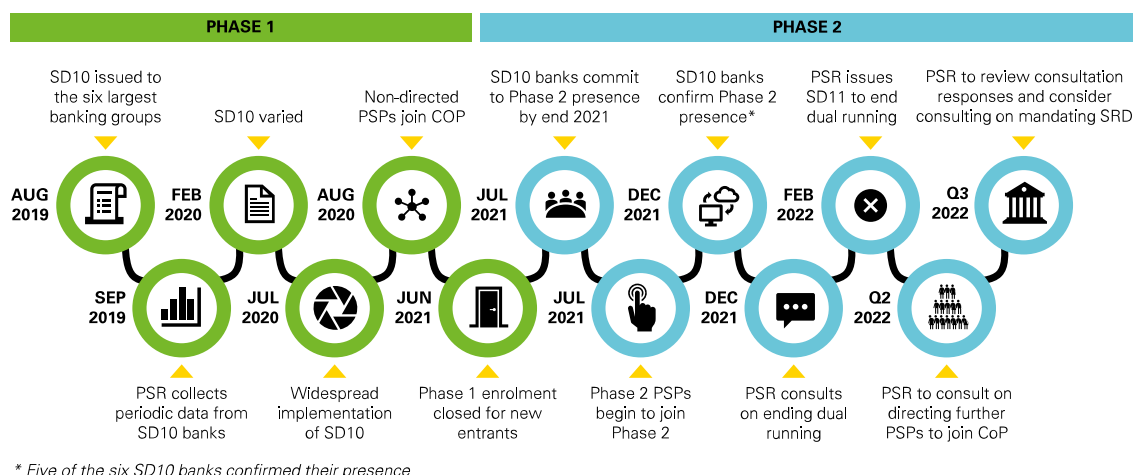 PHASE 1
PHASE 2
SD10 issued to
the six largest
banking groups
SD10 varied
Non-directed
PSPs join COP
SD10 banks commit
to Phase 2 presence
by end 2021
SD10 banks
confirm Phase 2
presence*
PSR issues
SD11 to end
dual running
PSR to review consultation
responses and consider
consulting on mandating SRD
AUG
2019
FEB
2020
AUG
2020
JUL
2021
DEC
2021
FEB
2022
Q3
2022
SEP
2019
JUL
2020
JUN
2021
JUL
2021
DEC
2021
Q2
2022
PSR collects
periodic data from
SD10 banks
Widespread
implementation
of SD10
Phase 1 enrolment
closed for new
entrants
Phase 2 PSPs
begin to join
Phase 2
PSR consults
on ending dual
running
PSR to consult on
directing further
PSPs to join CoP
* Five of the six SD10 banks confirmed their presence